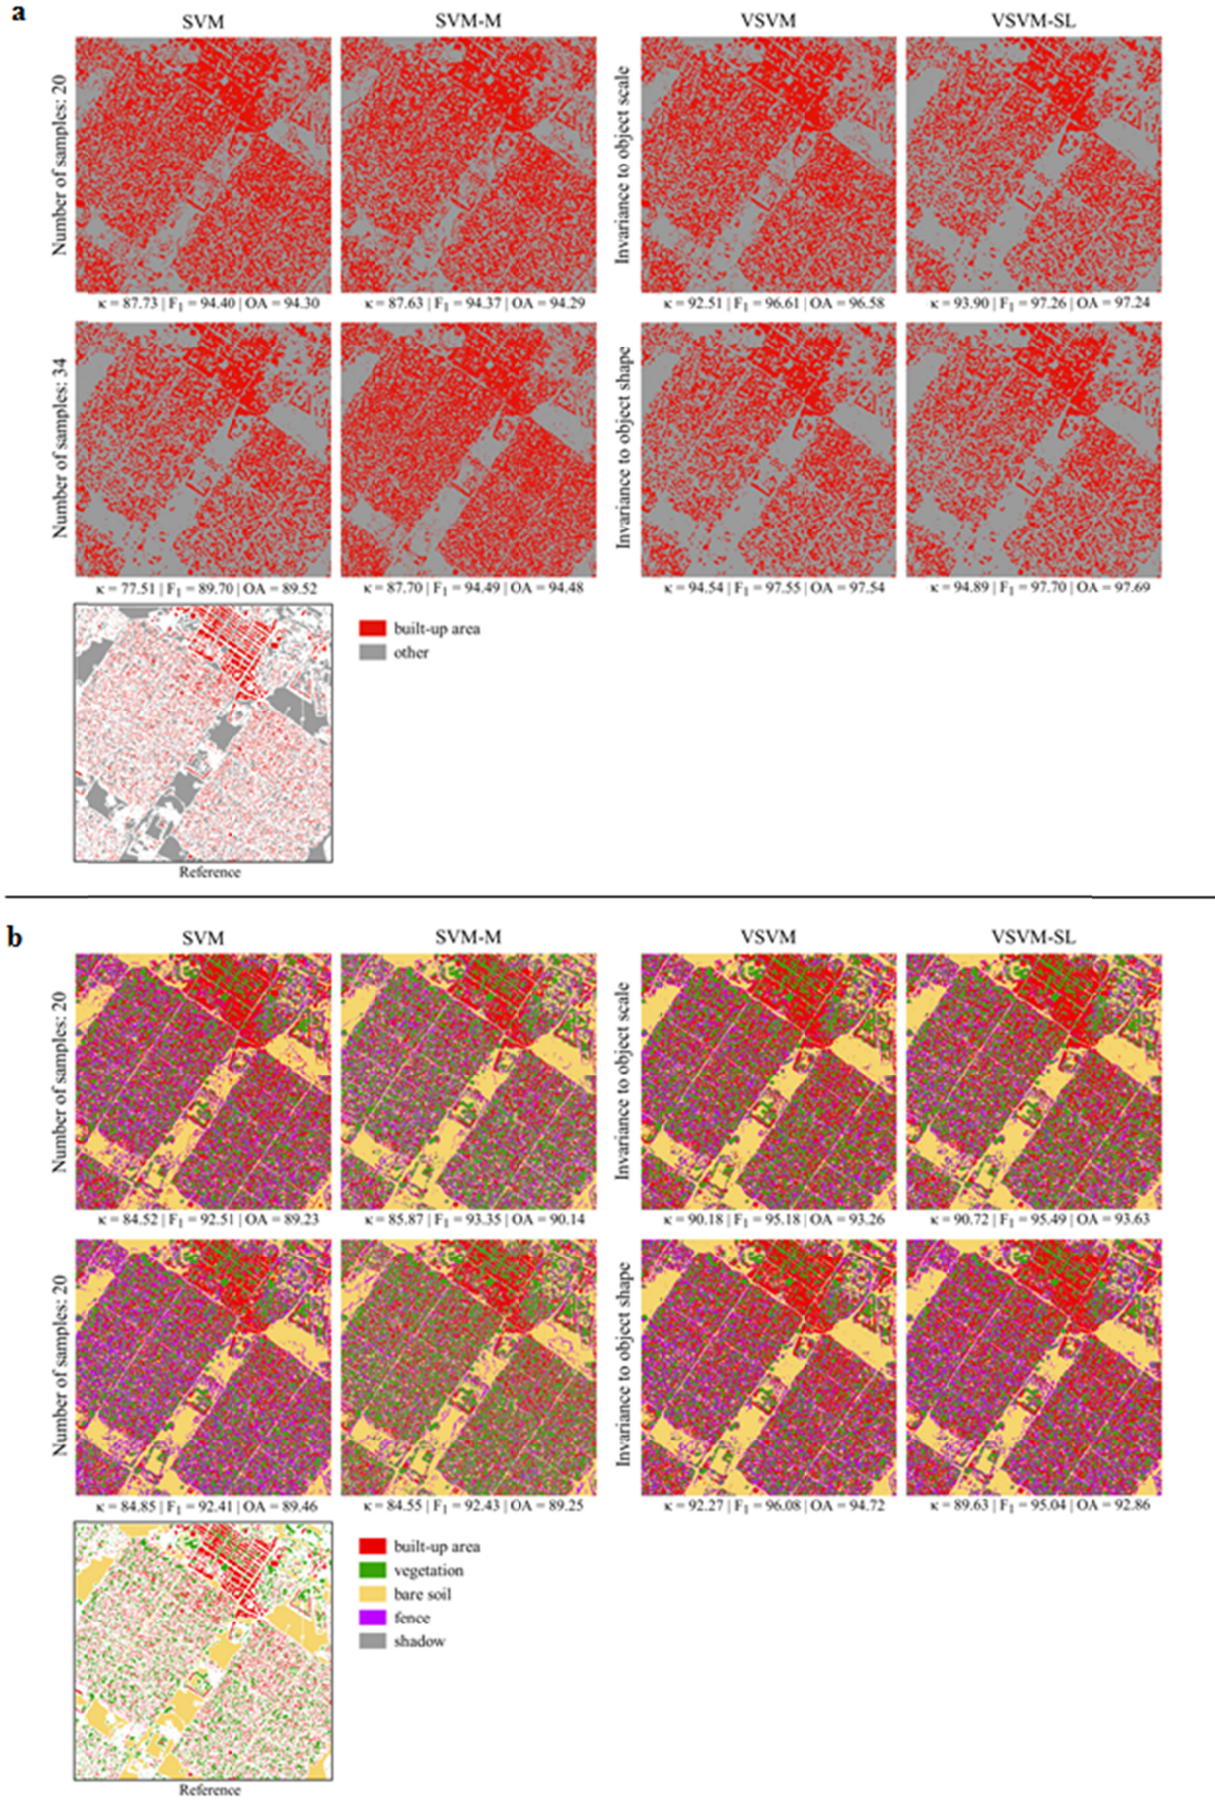 a
SVM SVM-M VSVM VSVM-SL
Number of samples: 20
Invariance to object scale
κ = 87.73 | F1 = 94.40 | OA = 94.30
κ = 87.63 | F1 = 94.37 | OA = 94.29
κ = 92.51 | F1 = 96.61 | OA = 96.58
κ = 93.90 | F1 = 97.26 | OA = 97.24
Number of samples: 34
Invariance to object shape
κ = 77.51 | F1 = 89.70 | OA = 89.52
κ = 87.70 | F1 = 94.49 | OA = 94.48
κ = 94.54 | F1 = 97.55 | OA = 97.54
κ = 94.89 | F1 = 97.70 | OA = 97.69
built-up area
other
Reference
b
SVM SVM-M VSVM VSVM-SL
Number of samples: 20
Invariance to object scale
κ = 84.52 | F1 = 92.51 | OA = 89.23
κ = 85.87 | F1 = 93.35 | OA = 90.14
κ = 90.18 | F1 = 95.18 | OA = 93.26
κ = 90.72 | F1 = 95.49 | OA = 93.63
Number of samples: 20
Invariance to object shape
κ = 84.85 | F1 = 92.41 | OA = 89.46
κ = 84.55 | F1 = 92.43 | OA = 89.25
κ = 92.27 | F1 = 96.08 | OA = 94.72
κ = 89.63 | F1 = 95.04 | OA = 92.86
built-up area
vegetation
bare soil
fence
shadow
Reference